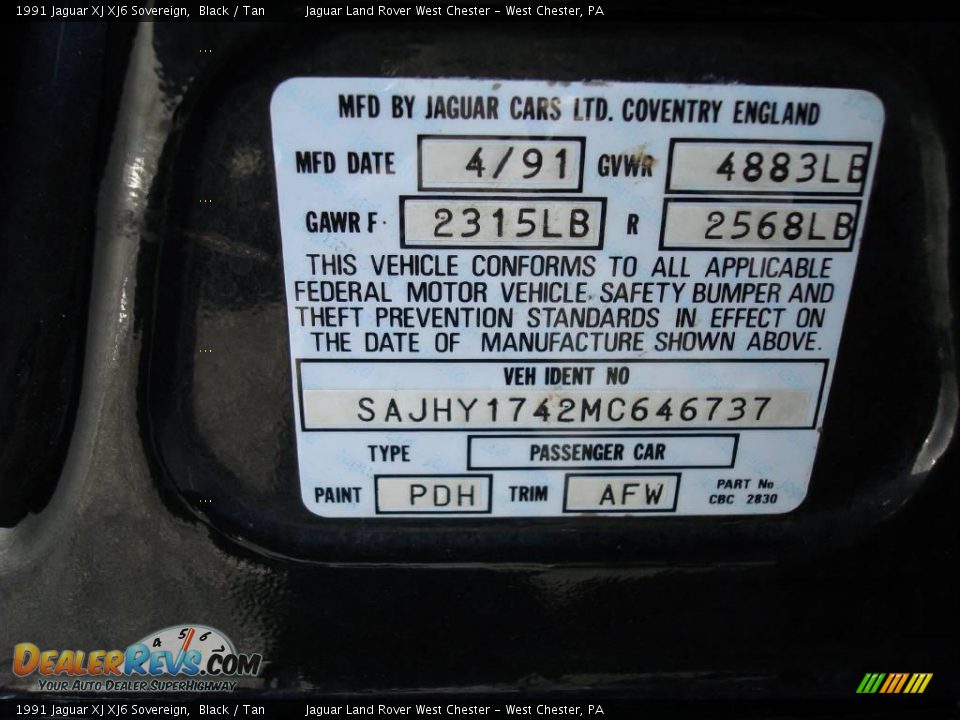 1991 Jaguar XJ XJ6 Sovereign, Black / Tan Jaguar Land Rover West Chester - West Chester, PA
MFD BY JAGUAR CARS LTD. COVENTRY ENGLAND
MFD DATE 4/91 GVWR 4883LB
GAWR F 2315LB R 2568LB
THIS VEHICLE CONFORMS TO ALL APPLICABLE
FEDERAL MOTOR VEHICLE SAFETY BUMPER AND
THEFT PREVENTION STANDARDS IN EFFECT ON
THE DATE OF MANUFACTURE SHOWN ABOVE.
VEH IDENT NO
SAJHY1742MC646737
TYPE PASSENGER CAR
PAINT PDH TRIM AFW PART No
CBC 2830
4 5 6
DEALERREVS.COM
YOUR AUTO DEALER SUPERHIGHWAY
1991 Jaguar XJ XJ6 Sovereign, Black / Tan Jaguar Land Rover West Chester - West Chester, PA